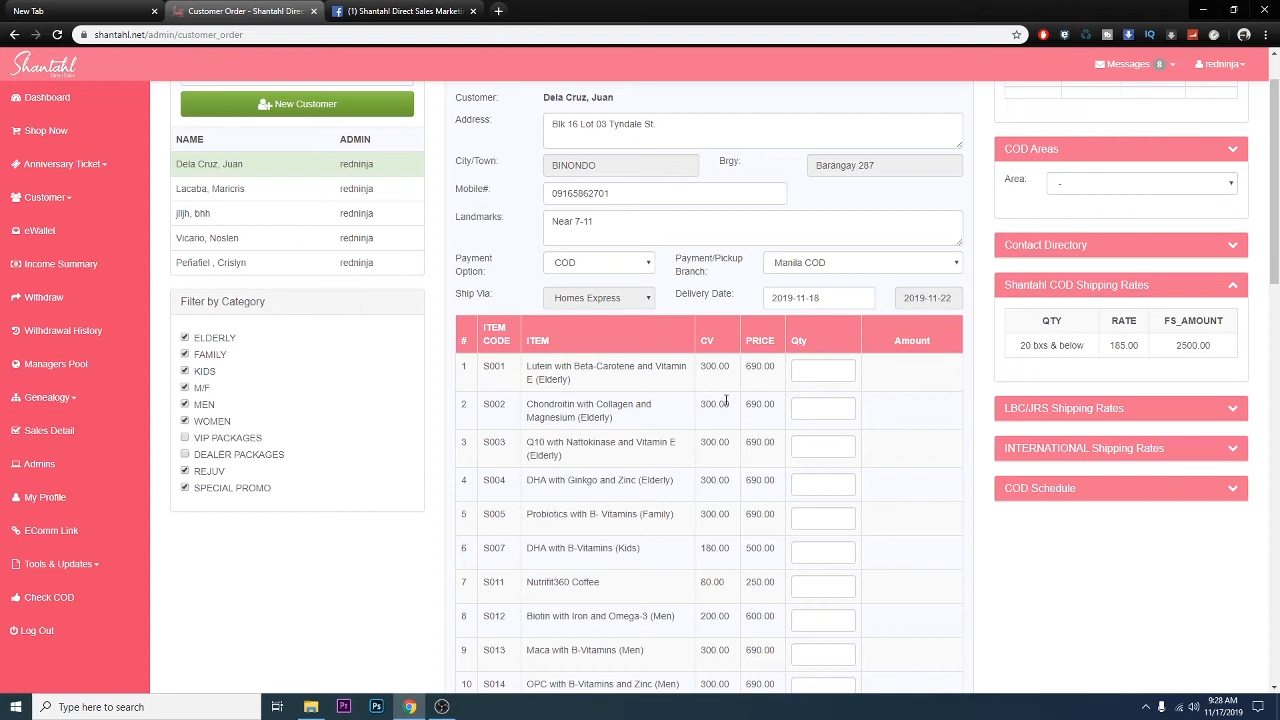 New Tab
Customer Order - Shantahl Direc
(1) Shantahl Direct Sales - Market
shantahl.net/admin/customer_order
Shantahl
Direct Sales
Messages 8
redninja
Dashboard
Shop Now
Anniversary Ticket
Customer
eWallet
Income Summary
Withdraw
Withdrawal History
Managers Pool
Genealogy
Sales Detail
Admins
My Profile
EComm Link
Tools & Updates
Check COD
Log Out
New Customer
NAME ADMIN
Dela Cruz, Juan redninja
Lacaba, Maricris redninja
jljjh, bhh redninja
Vicario, Noslen redninja
Peñafiel , Crislyn redninja
Filter by Category
ELDERLY
FAMILY
KIDS
M/F
MEN
WOMEN
VIP PACKAGES
DEALER PACKAGES
REJUV
SPECIAL PROMO
Customer: Dela Cruz, Juan
Address: Blk 16 Lot 03 Tyndale St.
City/Town: BINONDO Brgy: Barangay 287
Mobile#: 09165862701
Landmarks: Near 7-11
Payment Option: COD Payment/Pickup Branch: Manila COD
Ship Via: Homes Express Delivery Date: 2019-11-18 2019-11-22
# ITEM CODE ITEM CV PRICE Qty Amount
1 S001 Lutein with Beta-Carotene and Vitamin E (Elderly) 300.00 690.00
2 S002 Chondroitin with Collagen and Magnesium (Elderly) 300.00 690.00
3 S003 Q10 with Nattokinase and Vitamin E (Elderly) 300.00 690.00
4 S004 DHA with Ginkgo and Zinc (Elderly) 300.00 690.00
5 S005 Probiotics with B- Vitamins (Family) 300.00 690.00
6 S007 DHA with B-Vitamins (Kids) 180.00 500.00
7 S011 Nutrifit360 Coffee 80.00 250.00
8 S012 Biotin with Iron and Omega-3 (Men) 200.00 600.00
9 S013 Maca with B-Vitamins (Men) 300.00 690.00
10 S014 OPC with B-Vitamins and Zinc (Men) 300.00 690.00
COD Areas
Area: -
Contact Directory
Shantahl COD Shipping Rates
QTY RATE FS_AMOUNT
20 bxs & below 185.00 2500.00
LBC/JRS Shipping Rates
INTERNATIONAL Shipping Rates
COD Schedule
Type here to search
9:28 AM
11/17/2019